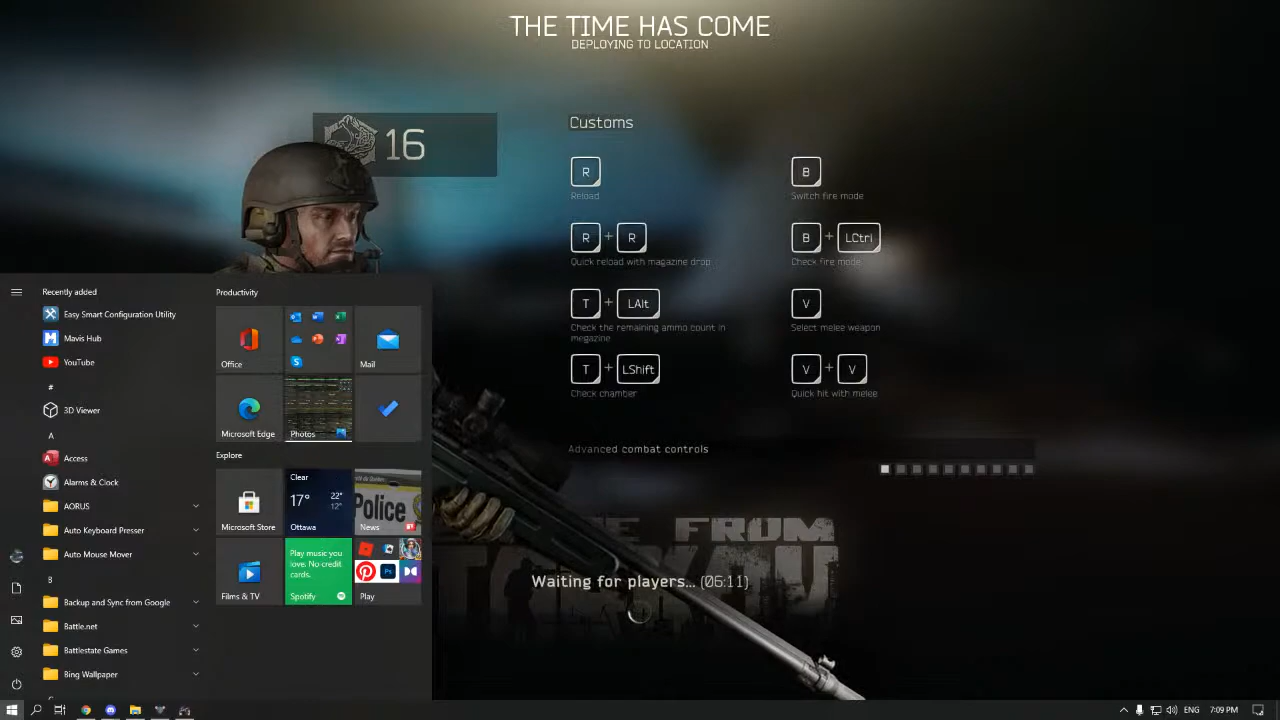 THE TIME HAS COME
DEPLOYING TO LOCATION
16
Customs
R
Reload
B
Switch fire mode
R + R
Quick reload with magazine drop
B + LCtrl
Check fire mode
T + LAlt
Check the remaining ammo count in
megazine
V
Select melee weapon
T + LShift
Check chamber
V + V
Quick hit with melee
Advanced combat controls
Waiting for players... (06:11)
Recently added
Easy Smart Configuration Utility
Mavis Hub
YouTube
#
3D Viewer
A
Access
Alarms & Clock
AORUS
Auto Keyboard Presser
Auto Mouse Mover
B
Backup and Sync from Google
Battle.net
Battlestate Games
Bing Wallpaper
Productivity
Office
Mail
Microsoft Edge
Photos
Explore
Microsoft Store
Clear
17° 22°
12°
Ottawa
Police
News
Films & TV
Play music you
love. No credit
cards.
Spotify
Play
ENG 7:09 PM